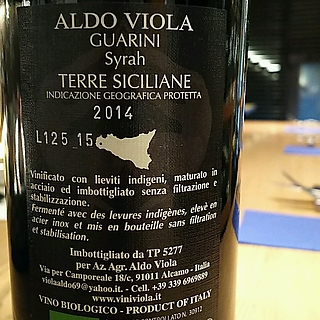 ALDO VIOLA
GUARINI
Syrah
TERRE SICILIANE
INDICAZIONE GEOGRAFICA PROTETTA
2014
L125 15
Vinificato con lieviti indigeni, maturato in
acciaio ed imbottigliato senza filtrazione e
stabilizzazione.
Fermenté avec des levures indigènes, elevè en
acier inox et mis en bouteille sans filtration
et stabilisation.
Imbottigliato da TP 5277
per Az. Agr. Aldo Viola
Via per Camporeale 18/c, 91011 Alcamo - Italia
violaaldo69@yahoo.it - Cell. +39 339 6969889
www.viniviola.it
VINO BIOLOGICO - PRODUCT OF ITALY
CONTROLLATO N. 30912